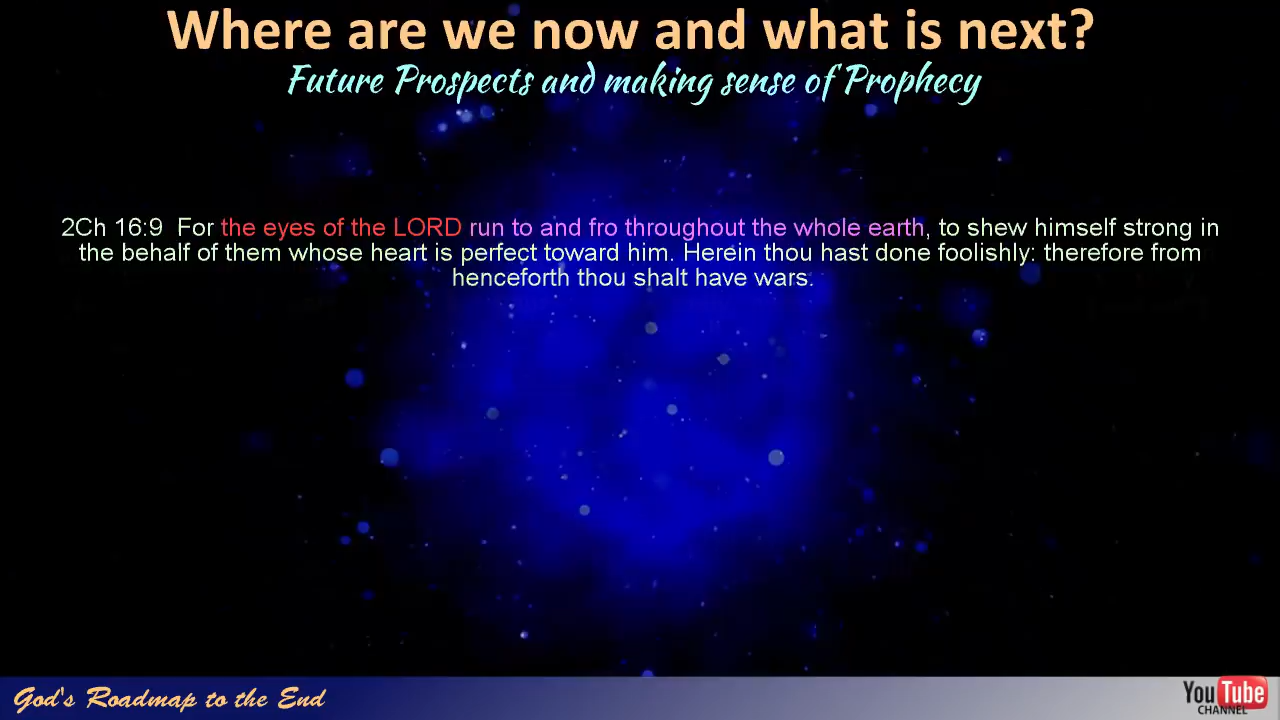 Where are we now and what is next?
Future Prospects and making sense of Prophecy
2Ch 16:9  For the eyes of the LORD run to and fro throughout the whole earth, to shew himself strong in
the behalf of them whose heart is perfect toward him. Herein thou hast done foolishly: therefore from
henceforth thou shalt have wars.
God's Roadmap to the End
YouTube
CHANNEL